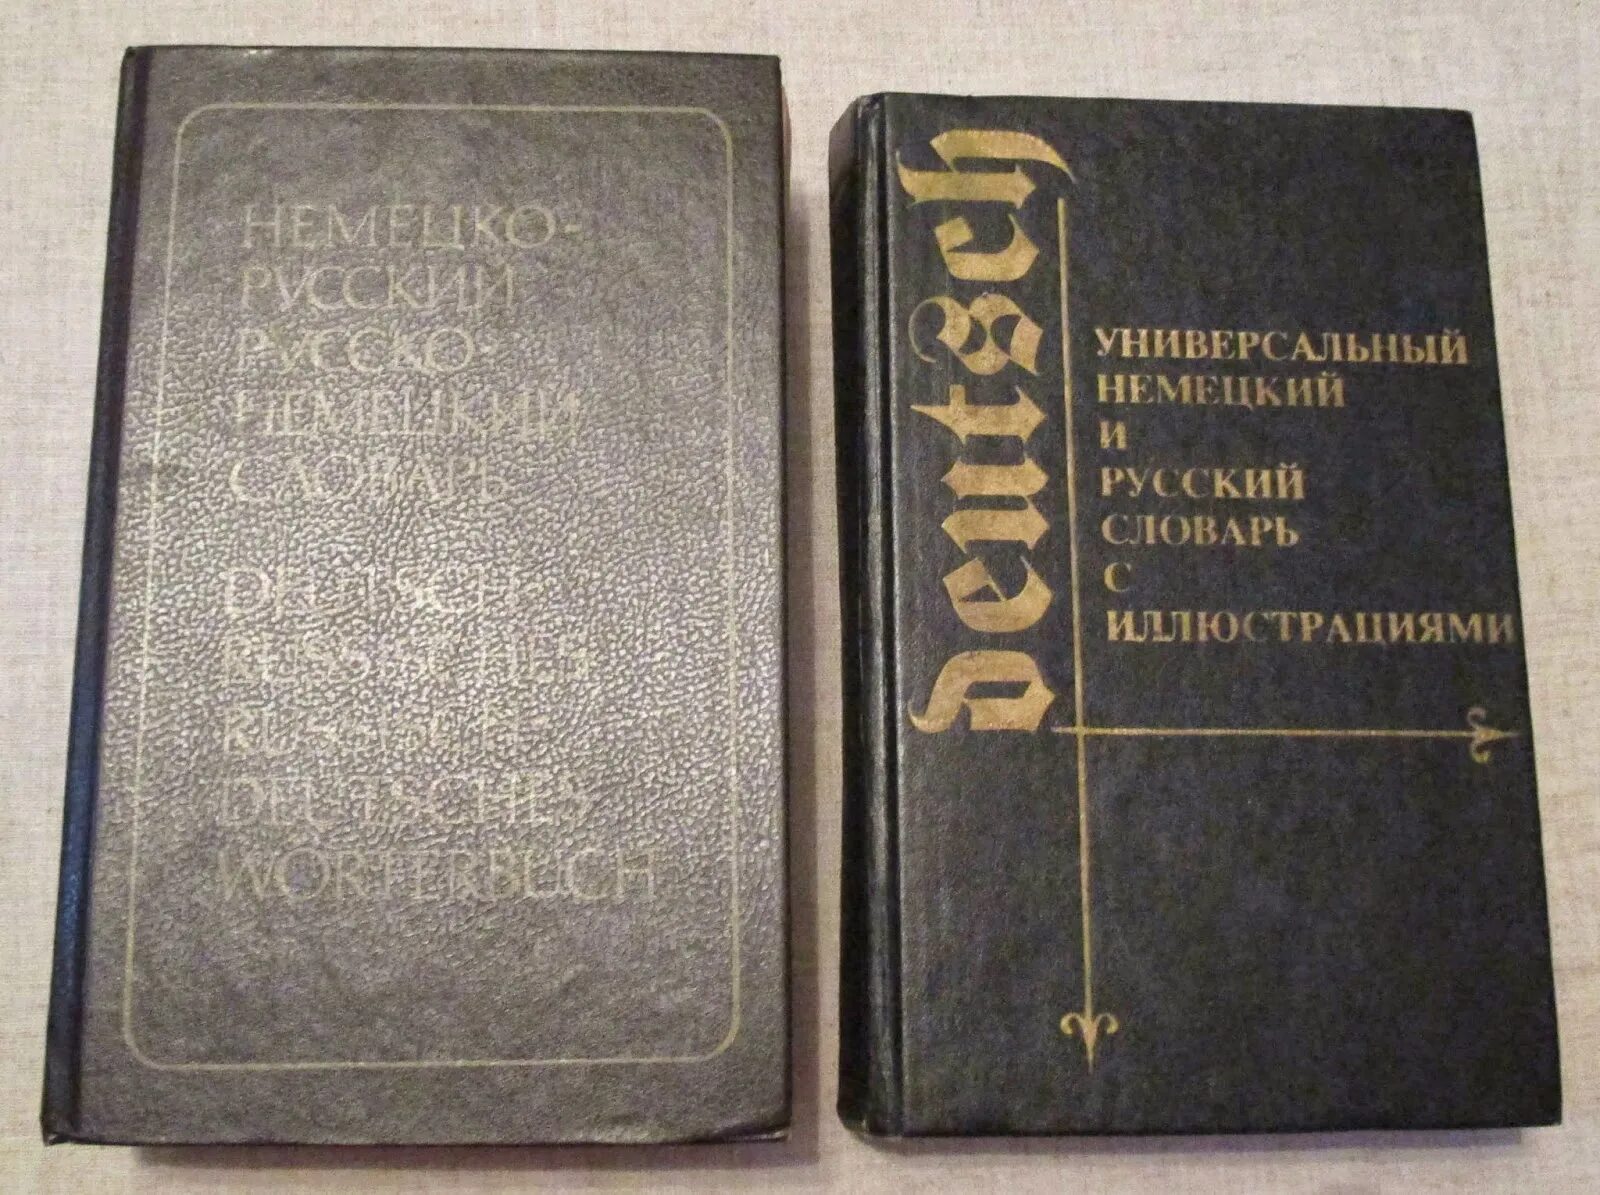 НЕМЕЦКО-
РУССКИЙ
РУССКО-
НЕМЕЦКИЙ
СЛОВАРЬ
DEUTSCH-
RUSSISCHES
RUSSISCH-
DEUTSCHES
WÖRTERBUCH
Deutsch
УНИВЕРСАЛЬНЫЙ
НЕМЕЦКИЙ
И
РУССКИЙ
СЛОВАРЬ
С
ИЛЛЮСТРАЦИЯМИ